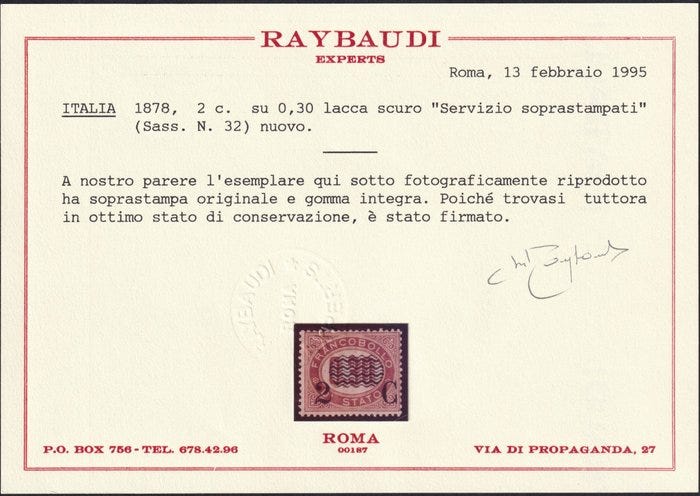 RAYBAUDI
EXPERTS
Roma, 13 febbraio 1995
ITALIA 1878, 2 c. su 0,30 lacca scuro "Servizio soprastampati"
(Sass. N. 32) nuovo.
A nostro parere l'esemplare qui sotto fotograficamente riprodotto
ha soprastampa originale e gomma integra. Poiché trovasi tuttora
in ottimo stato di conservazione, è stato firmato.
RAYBAUDI
ROMA
FRANCOBOLLO
2 C
STATO
ROMA
00187
P.O. BOX 756 - TEL. 678.42.96
VIA DI PROPAGANDA, 27